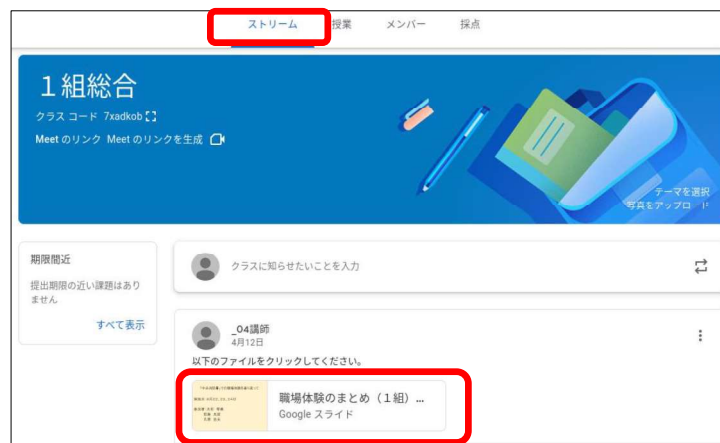 ストリーム 授業 メンバー 採点
1組総合
クラス コード 7xadkob
Meet のリンク Meet のリンクを生成
テーマを選択
写真をアップロード
期限間近
提出期限の近い課題はあり
ません
すべて表示
クラスに知らせたいことを入力
_04講師
4月12日
以下のファイルをクリックしてください。
職場体験のまとめ（1組）...
Google スライド